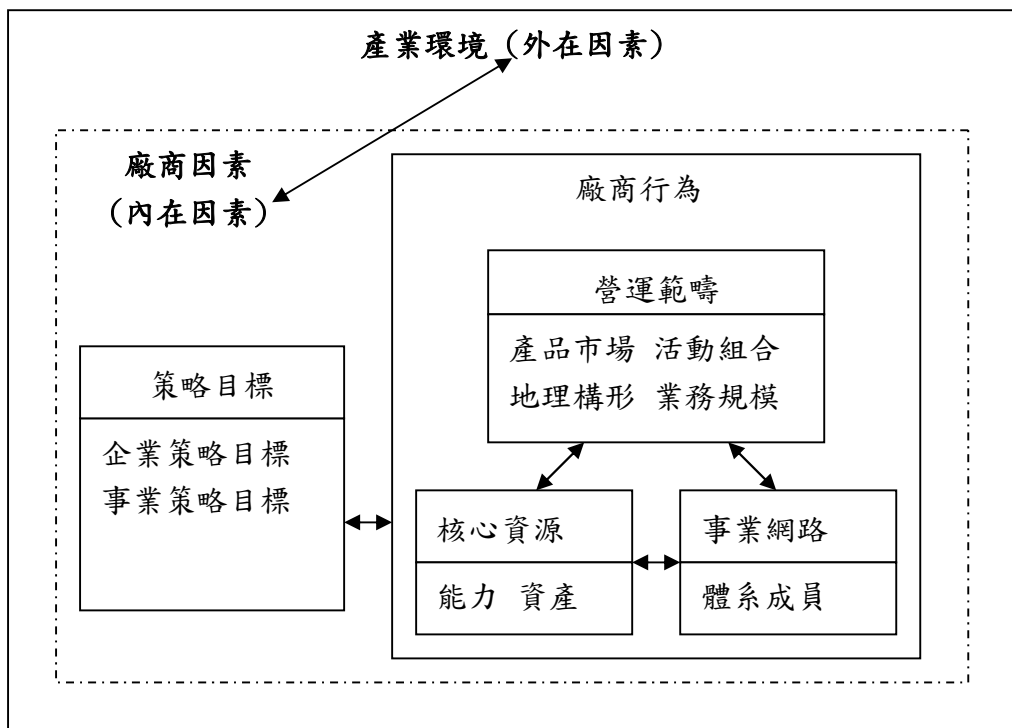 產業環境（外在因素）
廠商因素
（內在因素）
廠商行為
營運範疇
產品市場 活動組合
地理構形 業務規模
策略目標
企業策略目標
事業策略目標
核心資源
能力 資產
事業網路
體系成員